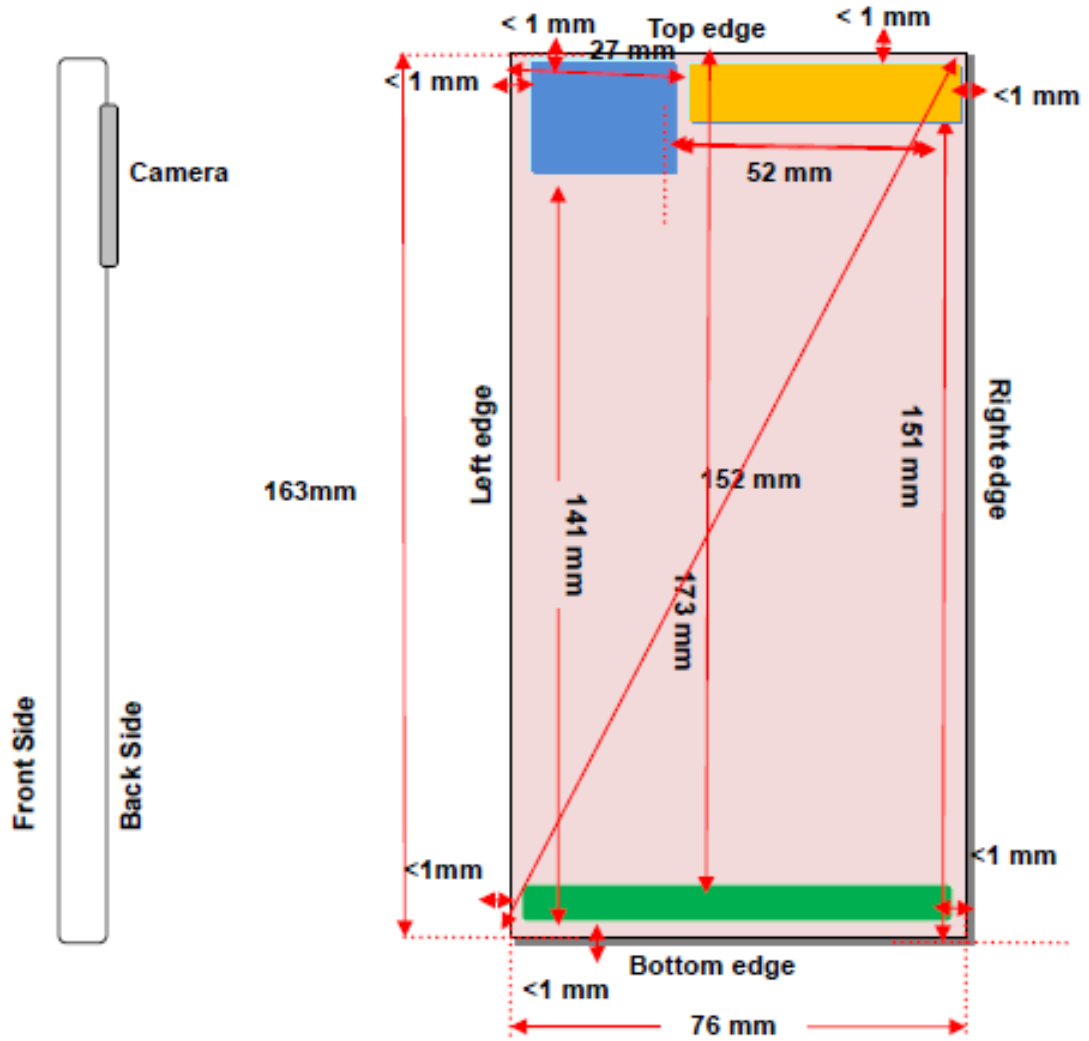 < 1 mm
Top edge
< 1 mm
27 mm
< 1 mm
<1 mm
Camera
52 mm
Left edge
Right edge
163mm
152 mm
151 mm
141 mm
173 mm
Front Side
Back Side
<1mm
<1 mm
Bottom edge
<1 mm
76 mm